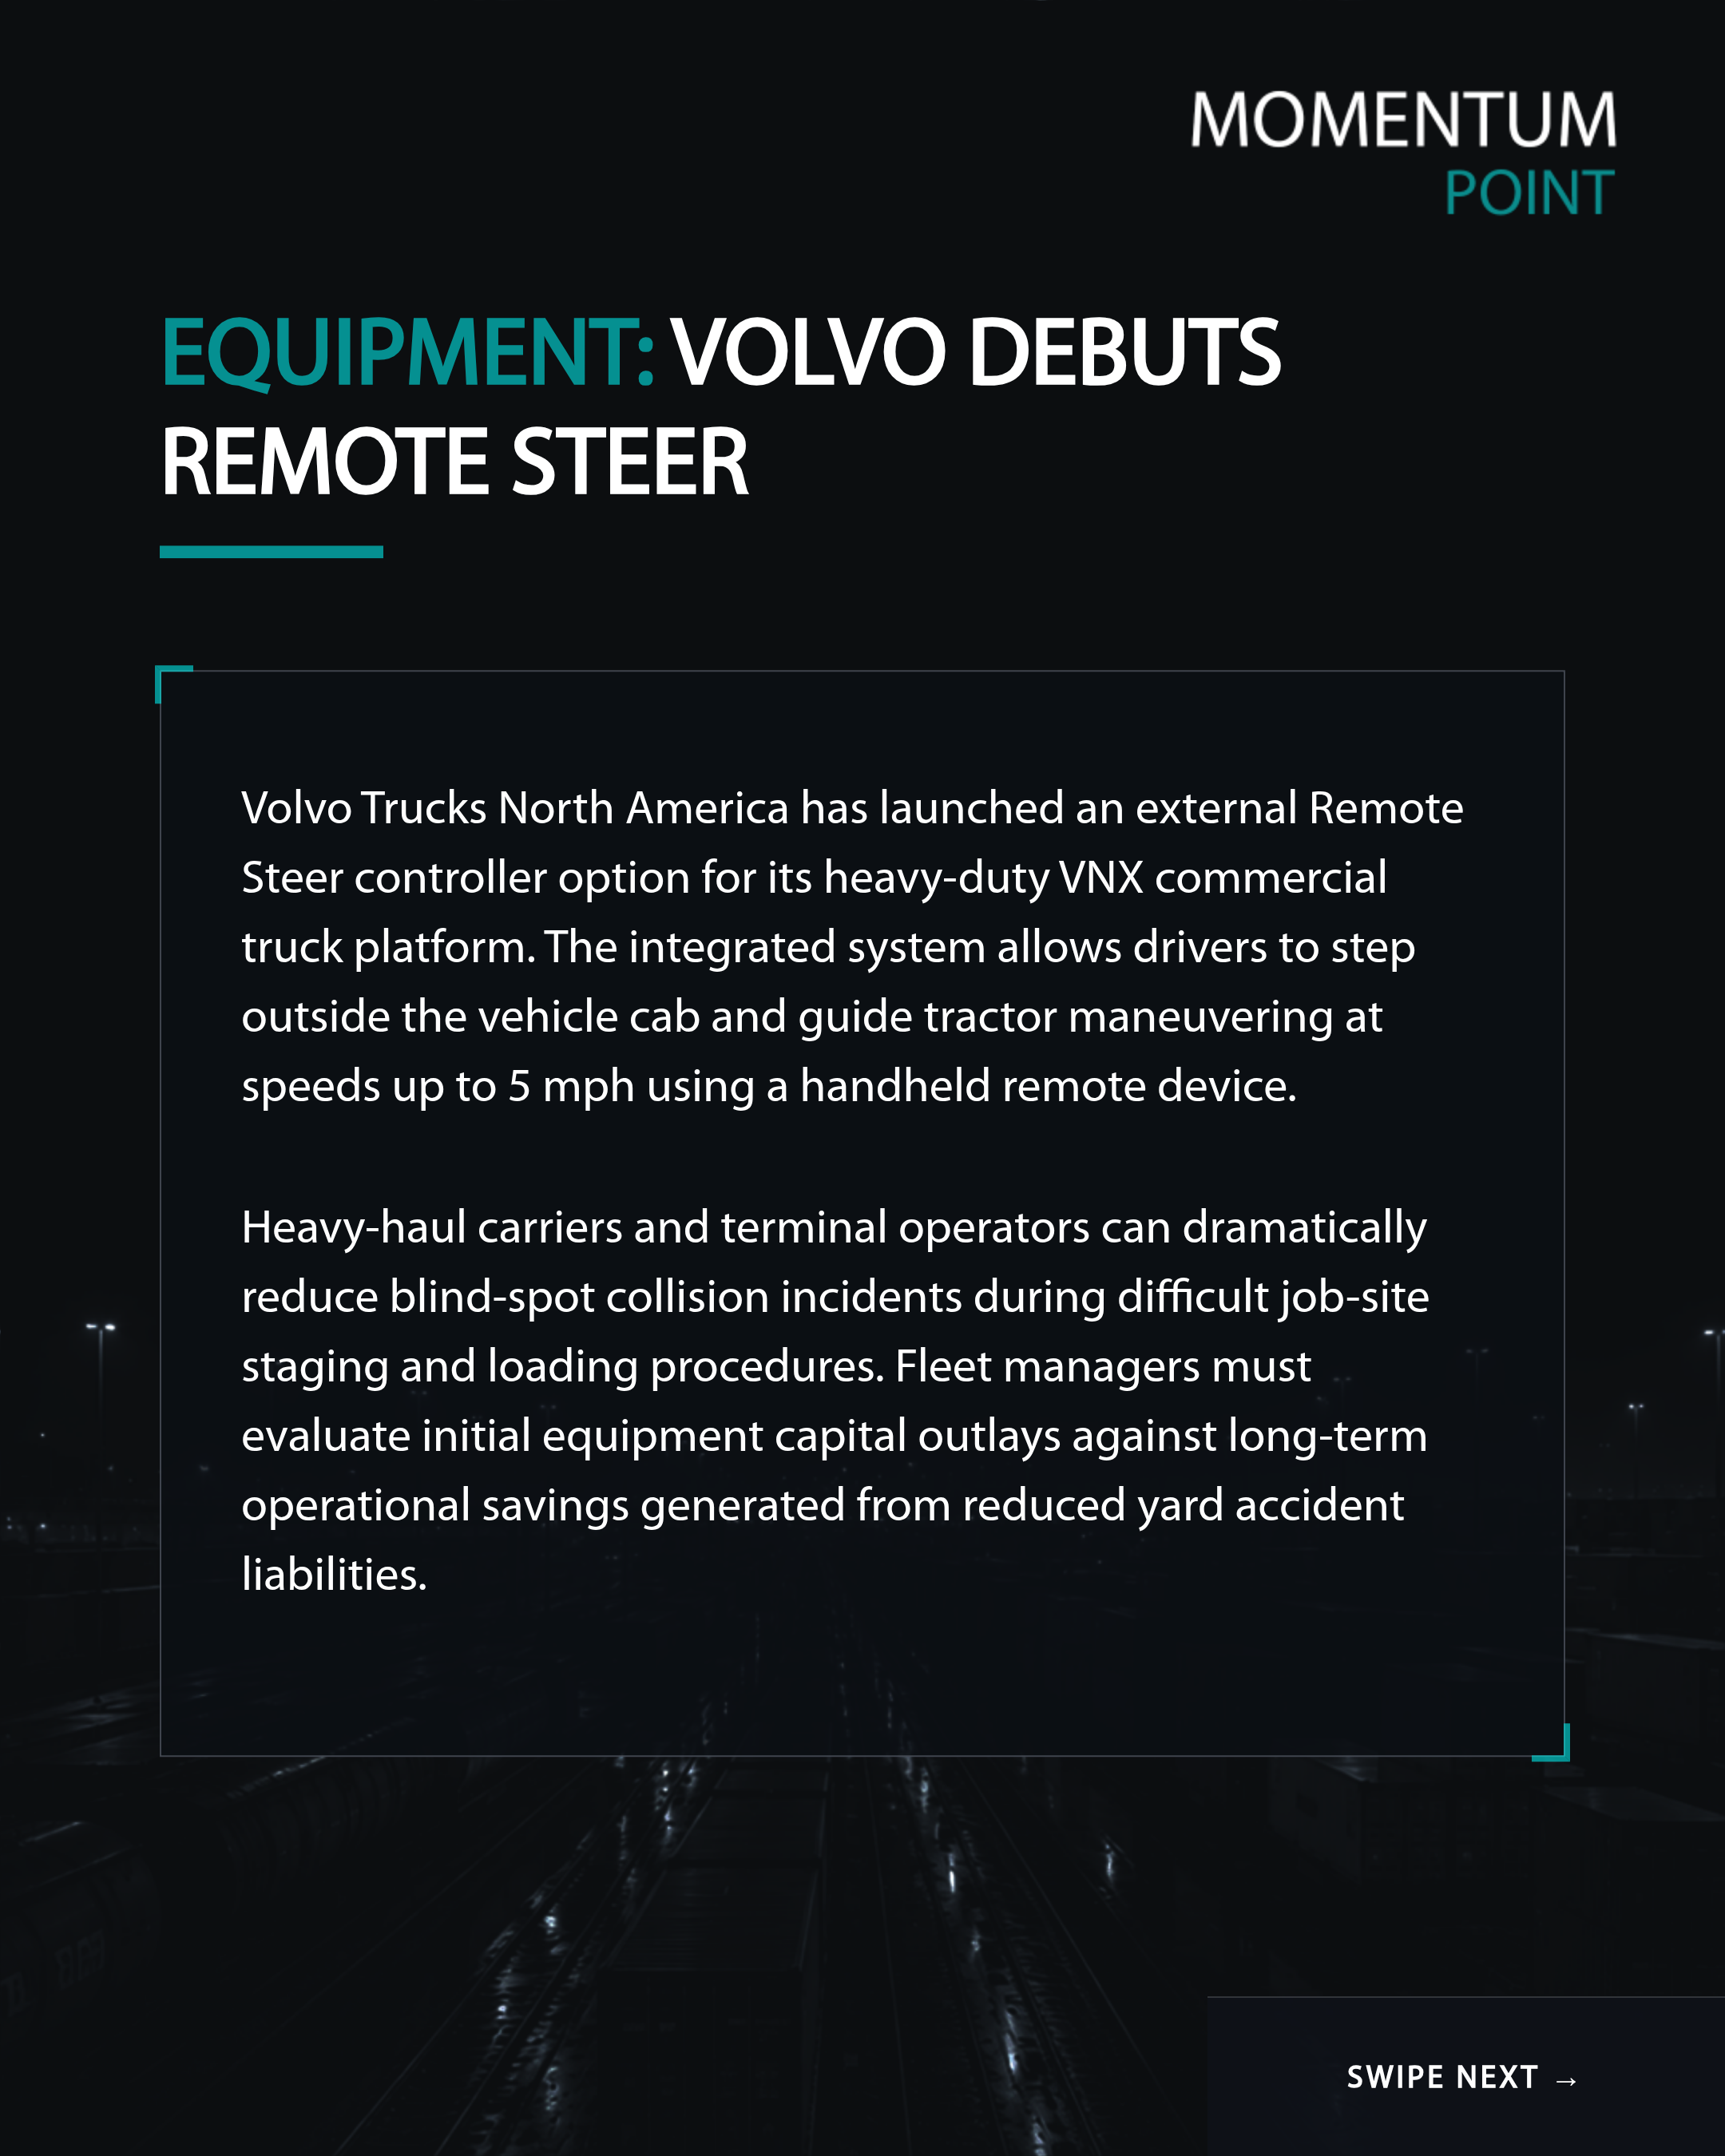 MOMENTUM
POINT
EQUIPMENT: VOLVO DEBUTS
REMOTE STEER
Volvo Trucks North America has launched an external Remote
Steer controller option for its heavy-duty VNX commercial
truck platform. The integrated system allows drivers to step
outside the vehicle cab and guide tractor maneuvering at
speeds up to 5 mph using a handheld remote device.
Heavy-haul carriers and terminal operators can dramatically
reduce blind-spot collision incidents during difficult job-site
staging and loading procedures. Fleet managers must
evaluate initial equipment capital outlays against long-term
operational savings generated from reduced yard accident
liabilities.
SWIPE NEXT →